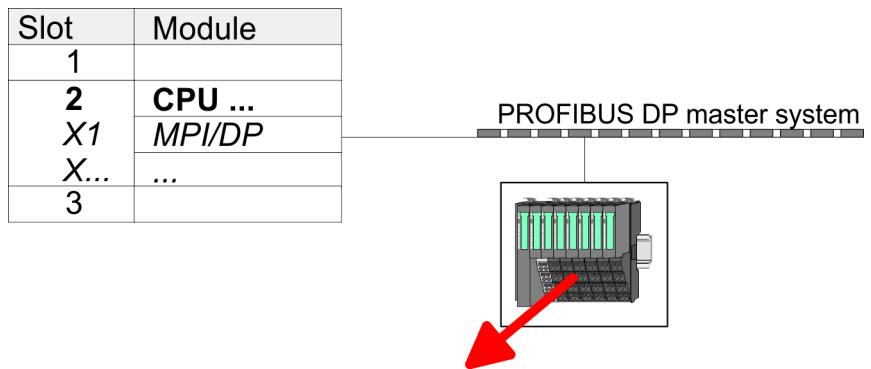 Slot Module
1
2 CPU ...
X1 MPI/DP
X... ...
3
PROFIBUS DP master system